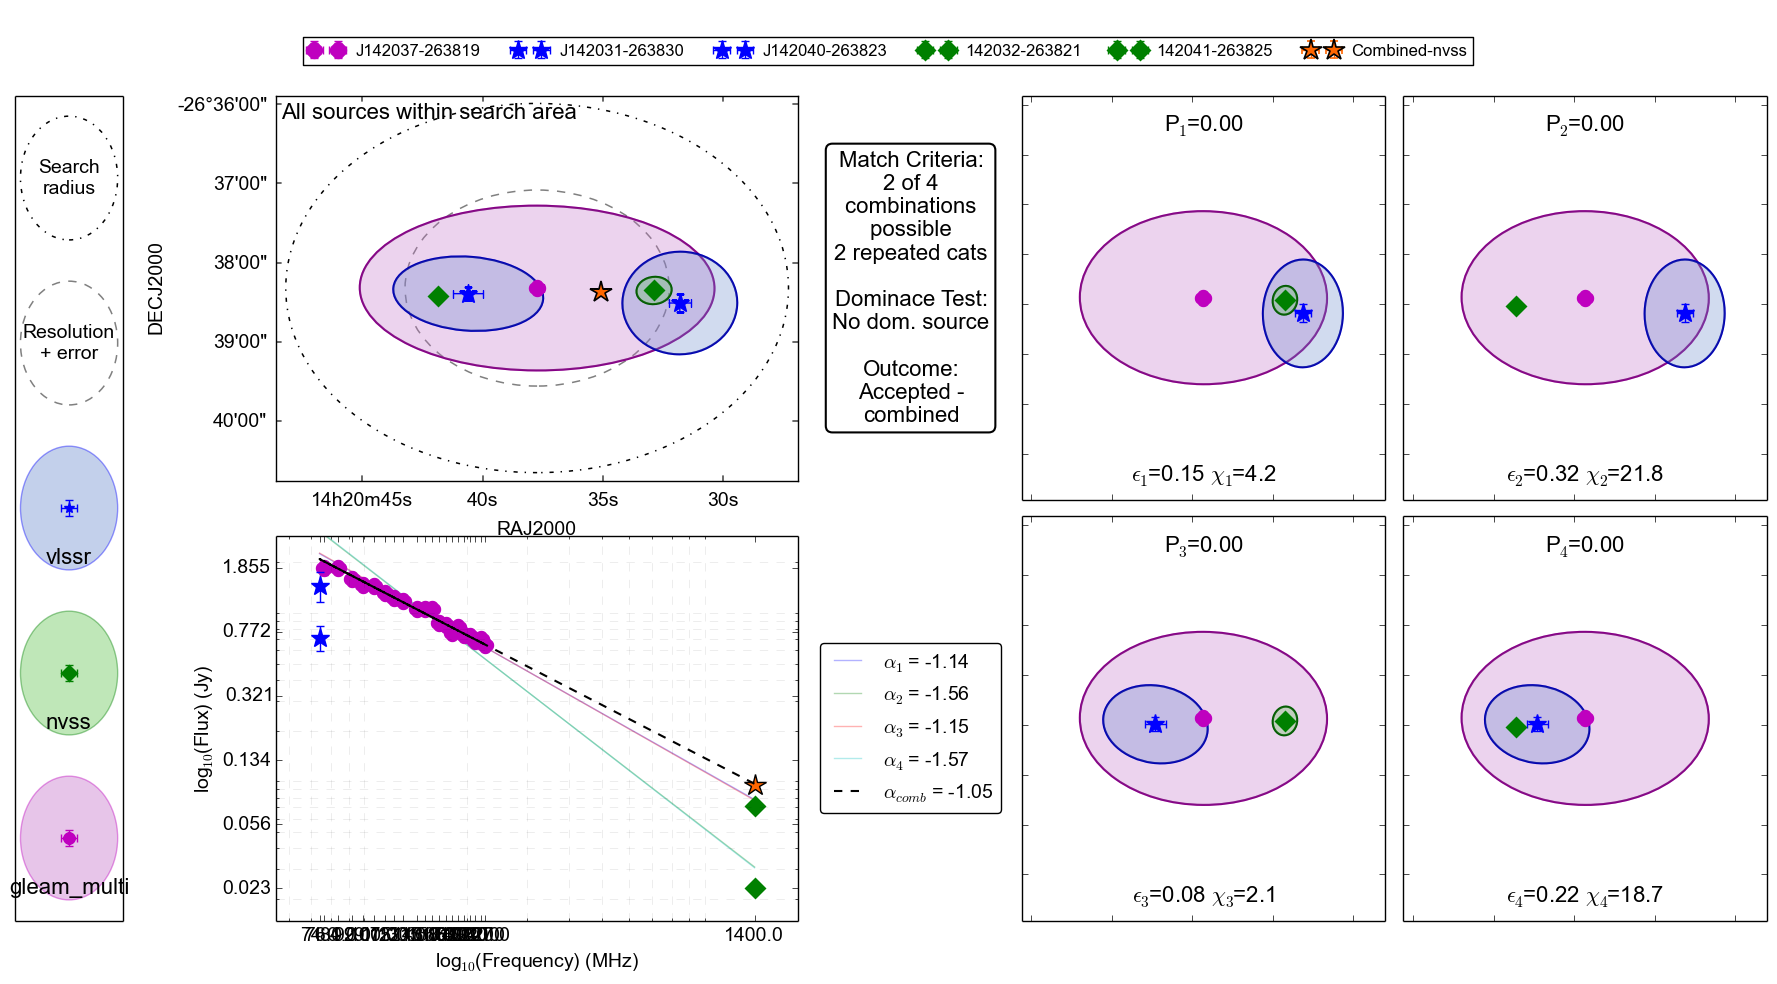 J142037-263819 J142031-263830 J142040-263823 142032-263821 142041-263825 Combined-nvss
Search
radius
Resolution
+ error
vlssr
nvss
gleam_multi
All sources within search area
-26°36'00"
37'00"
38'00"
39'00"
40'00"
DECJ2000
14h20m45s 40s 35s 30s
RAJ2000
Match Criteria:
2 of 4
combinations
possible
2 repeated cats
Dominace Test:
No dom. source
Outcome:
Accepted -
combined
P1=0.00
ϵ1=0.15 χ1=4.2
P2=0.00
ϵ2=0.32 χ2=21.8
1.855
0.772
0.321
0.134
0.056
0.023
log10(Flux) (Jy)
1400.0
log10(Frequency) (MHz)
α1 = -1.14
α2 = -1.56
α3 = -1.15
α4 = -1.57
αcomb = -1.05
P3=0.00
ϵ3=0.08 χ3=2.1
P4=0.00
ϵ4=0.22 χ4=18.7